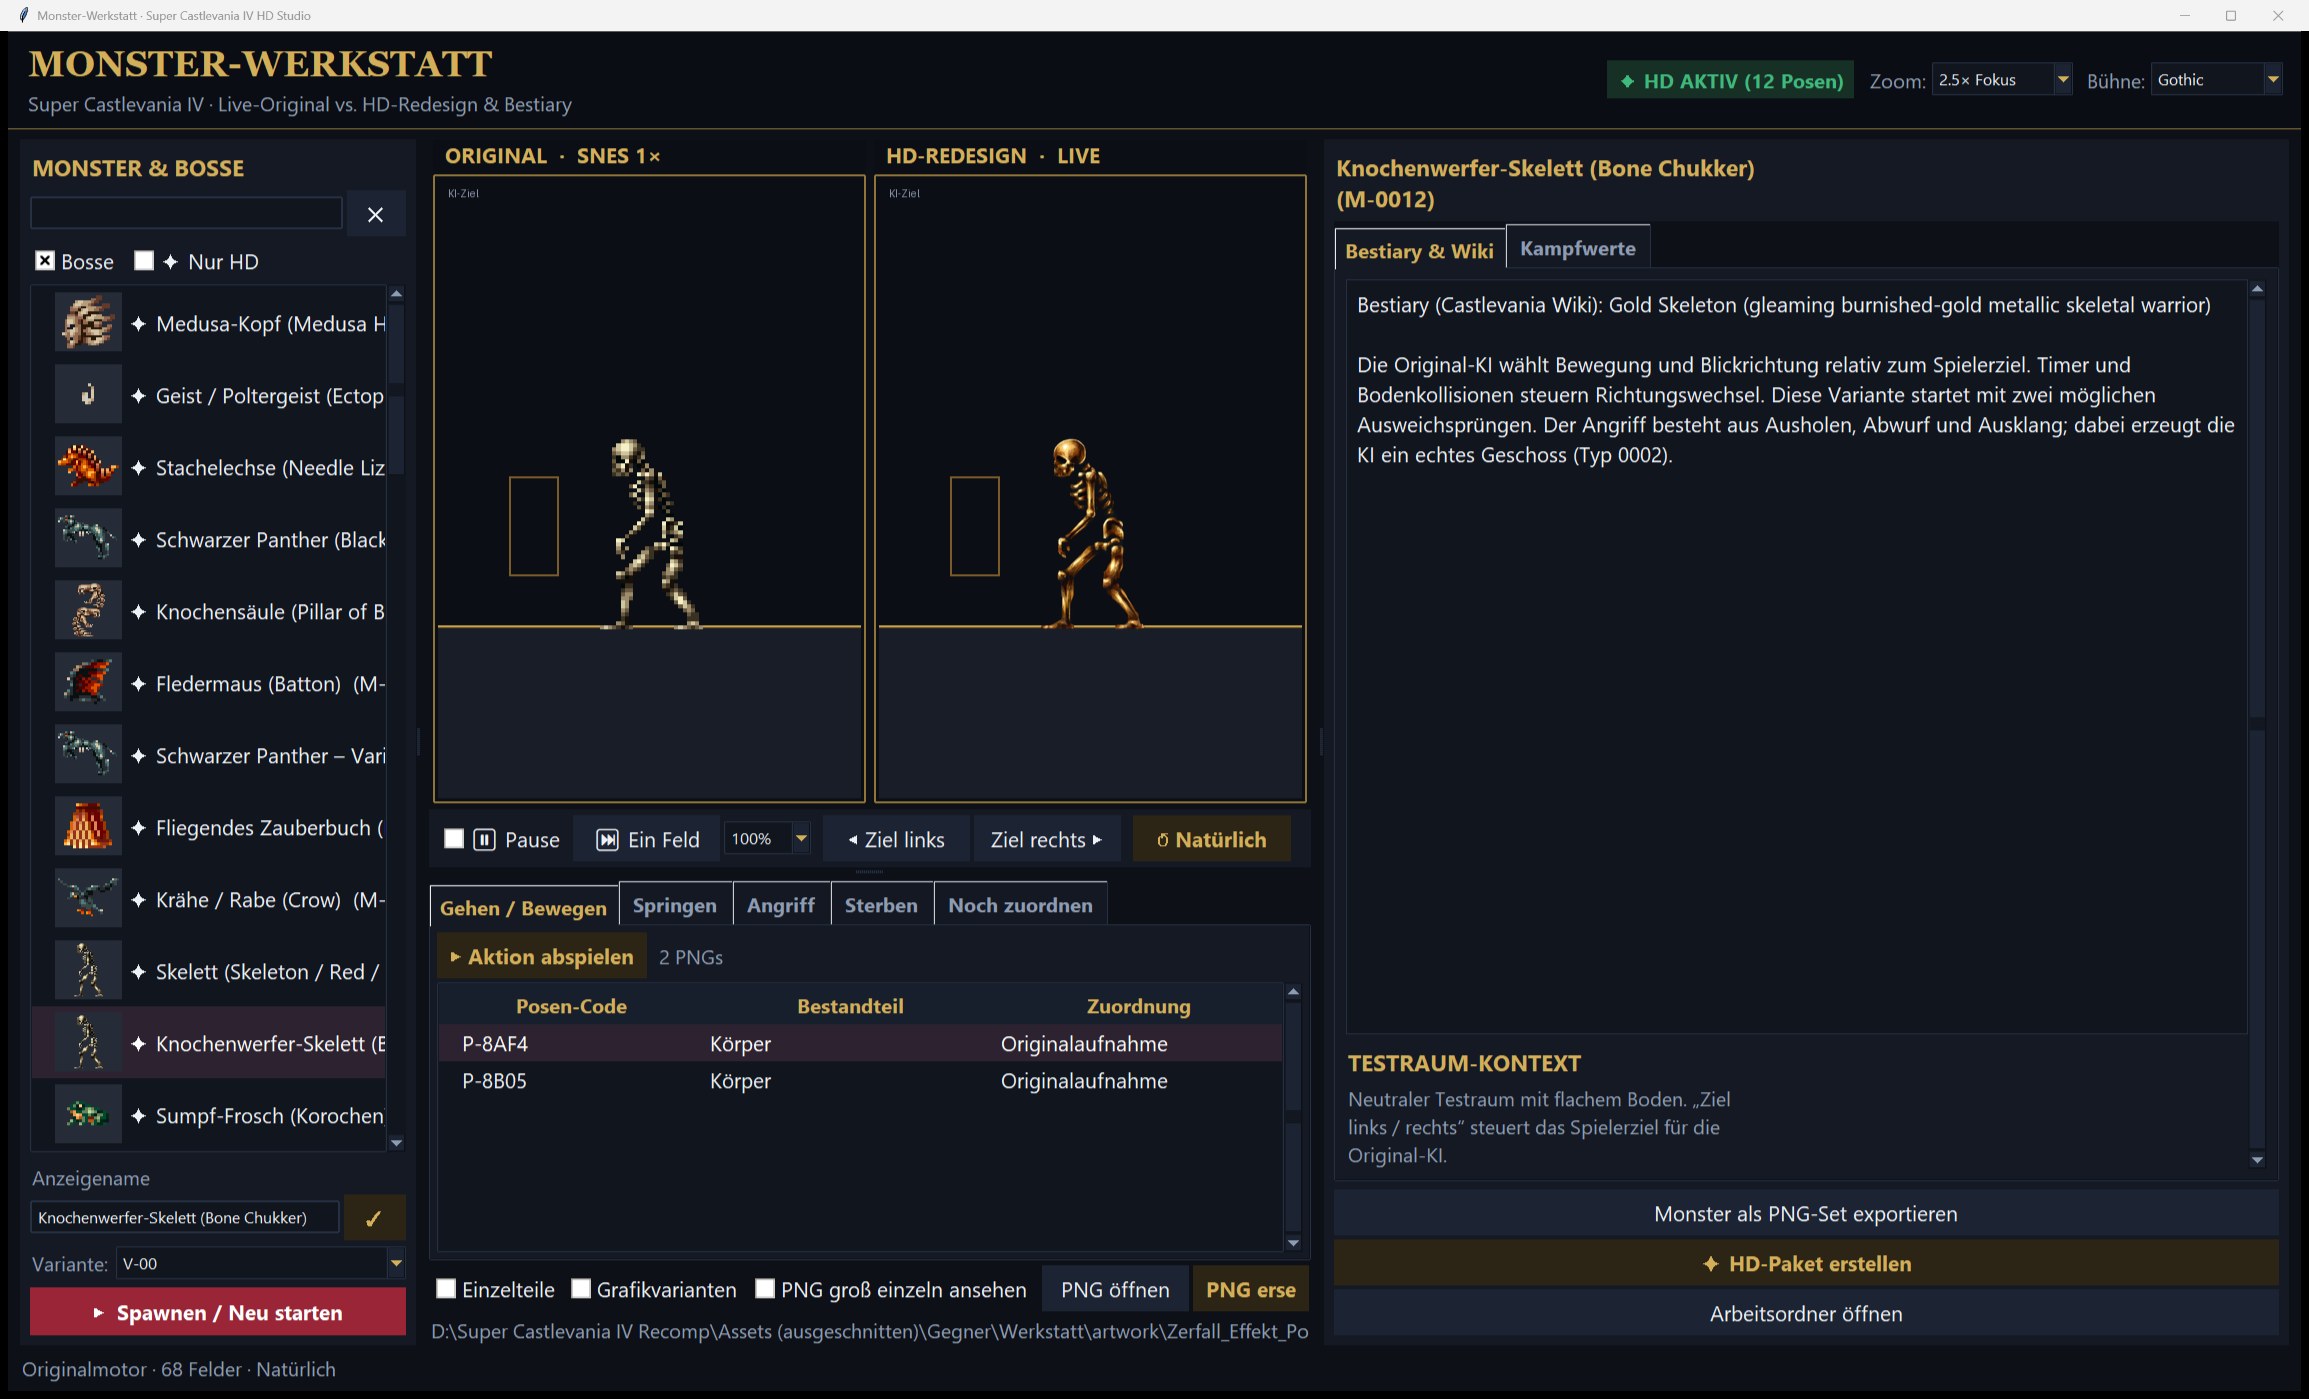 Monster-Werkstatt · Super Castlevania IV HD Studio
MONSTER-WERKSTATT
Super Castlevania IV · Live-Original vs. HD-Redesign & Bestiary
✦ HD AKTIV (12 Posen)
Zoom:
2.5× Fokus
Bühne:
Gothic
MONSTER & BOSSE
Bosse
✦ Nur HD
✦ Medusa-Kopf (Medusa H
✦ Geist / Poltergeist (Ectop
✦ Stachelechse (Needle Liz
✦ Schwarzer Panther (Black
✦ Knochensäule (Pillar of B
✦ Fledermaus (Batton) (M-
✦ Schwarzer Panther – Vari
✦ Fliegendes Zauberbuch (
✦ Krähe / Rabe (Crow) (M-
✦ Skelett (Skeleton / Red /
✦ Knochenwerfer-Skelett (B
✦ Sumpf-Frosch (Korochen
Anzeigename
Knochenwerfer-Skelett (Bone Chukker)
✓
Variante:
V-00
Spawnen / Neu starten
Originalmotor · 68 Felder · Natürlich
ORIGINAL · SNES 1×
KI-Ziel
HD-REDESIGN · LIVE
KI-Ziel
Pause
Ein Feld
100%
Ziel links
Ziel rechts
Natürlich
Gehen / Bewegen
Springen
Angriff
Sterben
Noch zuordnen
Aktion abspielen
2 PNGs
Posen-Code Bestandteil Zuordnung
P-8AF4 Körper Originalaufnahme
P-8B05 Körper Originalaufnahme
Einzelteile
Grafikvarianten
PNG groß einzeln ansehen
PNG öffnen
PNG erse
D:\Super Castlevania IV Recomp\Assets (ausgeschnitten)\Gegner\Werkstatt\artwork\Zerfall_Effekt_Po
Knochenwerfer-Skelett (Bone Chukker)
(M-0012)
Bestiary & Wiki
Kampfwerte
Bestiary (Castlevania Wiki): Gold Skeleton (gleaming burnished-gold metallic skeletal warrior)
Die Original-KI wählt Bewegung und Blickrichtung relativ zum Spielerziel. Timer und
Bodenkollisionen steuern Richtungswechsel. Diese Variante startet mit zwei möglichen
Ausweichsprüngen. Der Angriff besteht aus Ausholen, Abwurf und Ausklang; dabei erzeugt die
KI ein echtes Geschoss (Typ 0002).
TESTRAUM-KONTEXT
Neutraler Testraum mit flachem Boden. „Ziel
links / rechts“ steuert das Spielerziel für die
Original-KI.
Monster als PNG-Set exportieren
✦ HD-Paket erstellen
Arbeitsordner öffnen